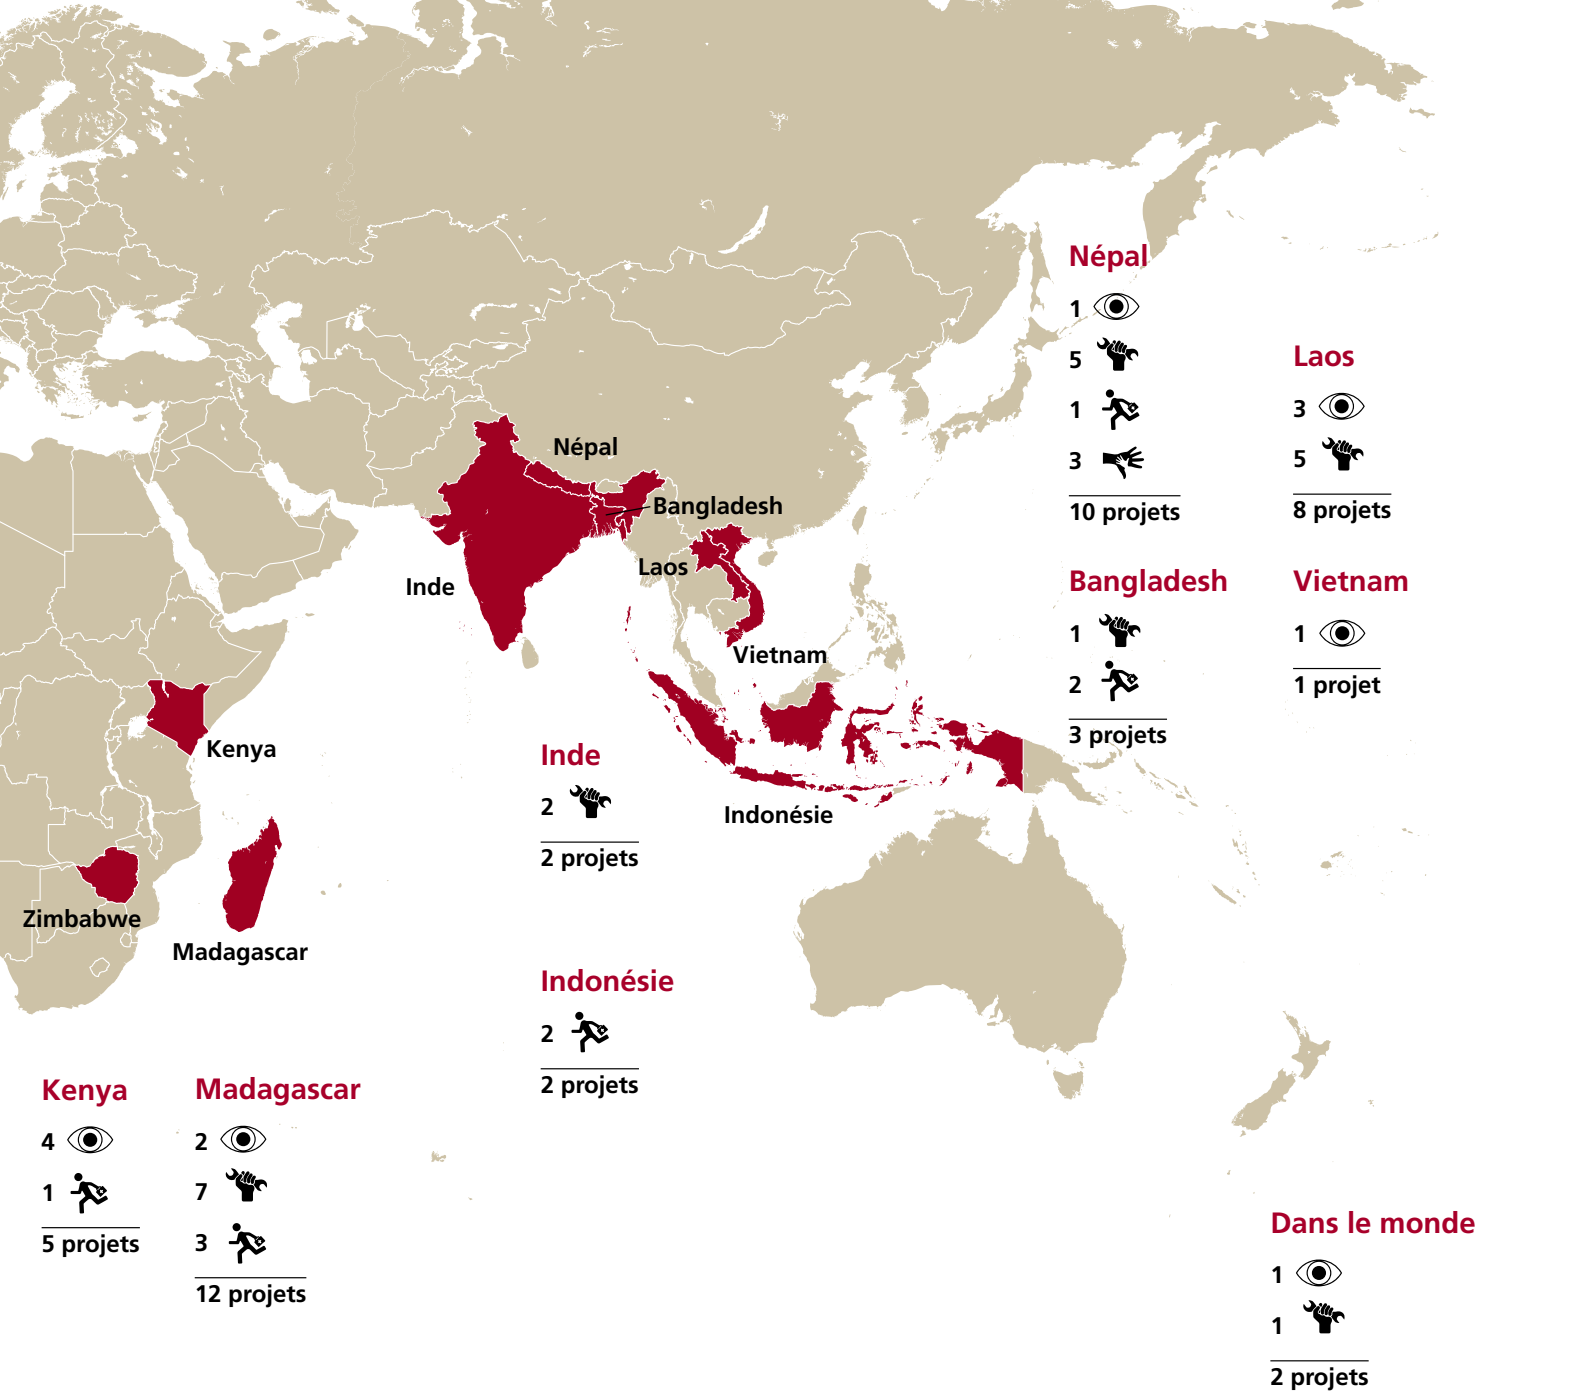 Népal
Bangladesh
Laos
Inde
Vietnam
Indonésie
Kenya
Zimbabwe
Madagascar
Népal
1
5
1
3
10 projets
Laos
3
5
8 projets
Bangladesh
1
2
3 projets
Vietnam
1
1 projet
Inde
2
2 projets
Indonésie
2
2 projets
Kenya
4
1
5 projets
Madagascar
2
7
3
12 projets
Dans le monde
1
1
2 projets